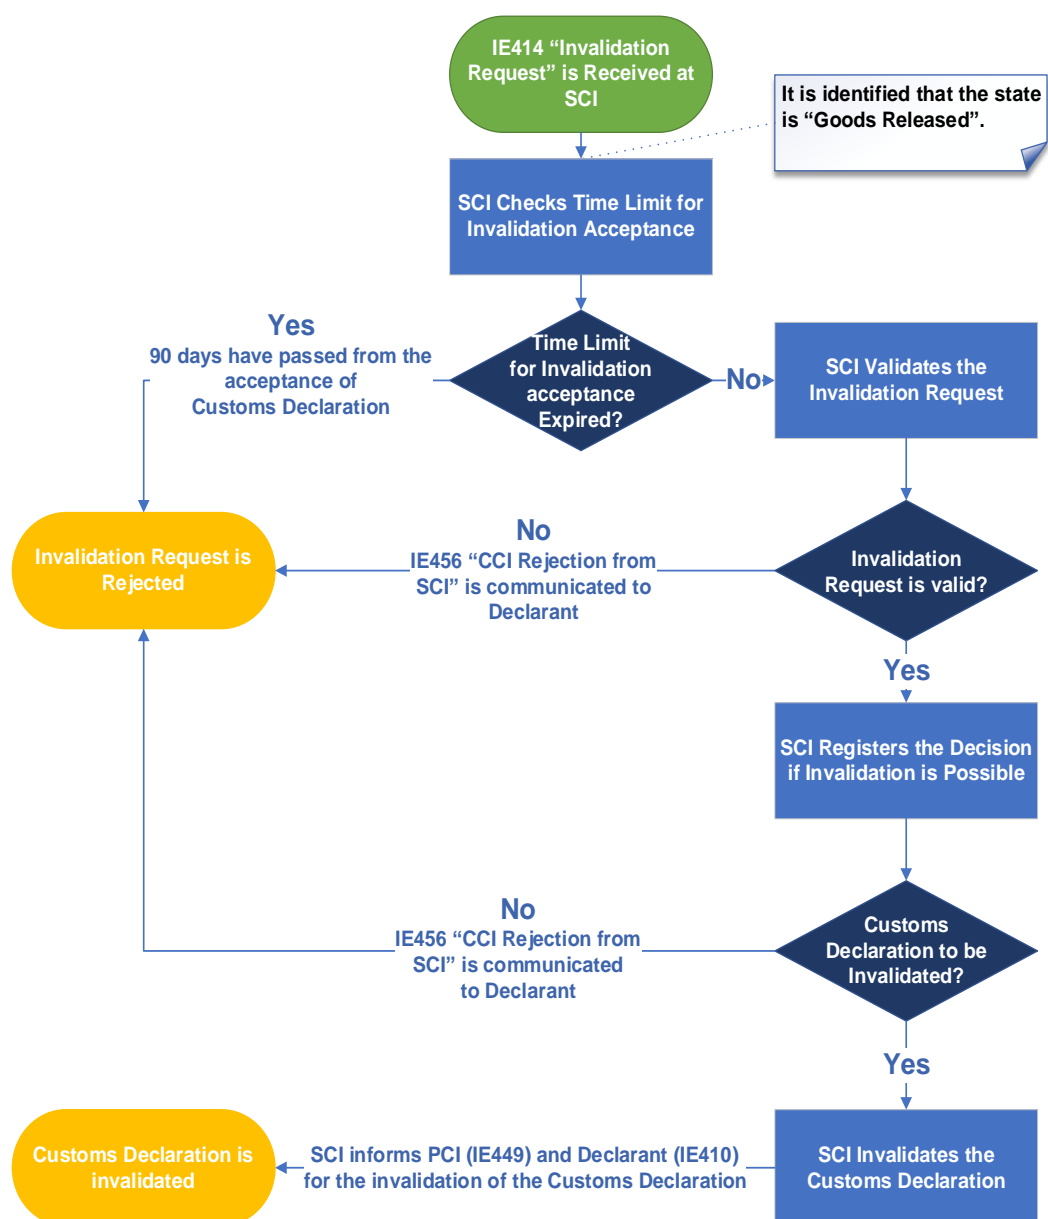 IE414 “Invalidation
Request” is Received at
SCI
It is identified that the state
is “Goods Released”.
SCI Checks Time Limit for
Invalidation Acceptance
Yes
90 days have passed from the
acceptance of
Customs Declaration
Time Limit
for Invalidation
acceptance
Expired?
No
SCI Validates the
Invalidation Request
Invalidation Request is
Rejected
No
IE456 “CCI Rejection from
SCI” is communicated to
Declarant
Invalidation
Request is valid?
Yes
SCI Registers the Decision
if Invalidation is Possible
No
IE456 “CCI Rejection from
SCI” is communicated
to Declarant
Customs
Declaration to be
Invalidated?
Yes
Customs Declaration is
invalidated
SCI informs PCI (IE449) and Declarant (IE410)
for the invalidation of the Customs Declaration
SCI Invalidates the
Customs Declaration